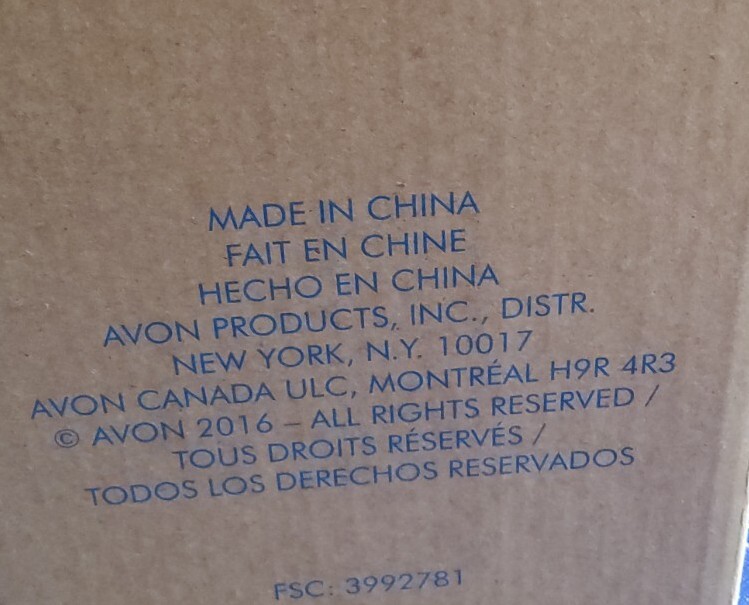 MADE IN CHINA
FAIT EN CHINE
HECHO EN CHINA
AVON PRODUCTS, INC., DISTR.
NEW YORK, N.Y. 10017
AVON CANADA ULC, MONTRÉAL H9R 4R3
© AVON 2016 – ALL RIGHTS RESERVED /
TOUS DROITS RÉSERVÉS /
TODOS LOS DERECHOS RESERVADOS
FSC: 3992781